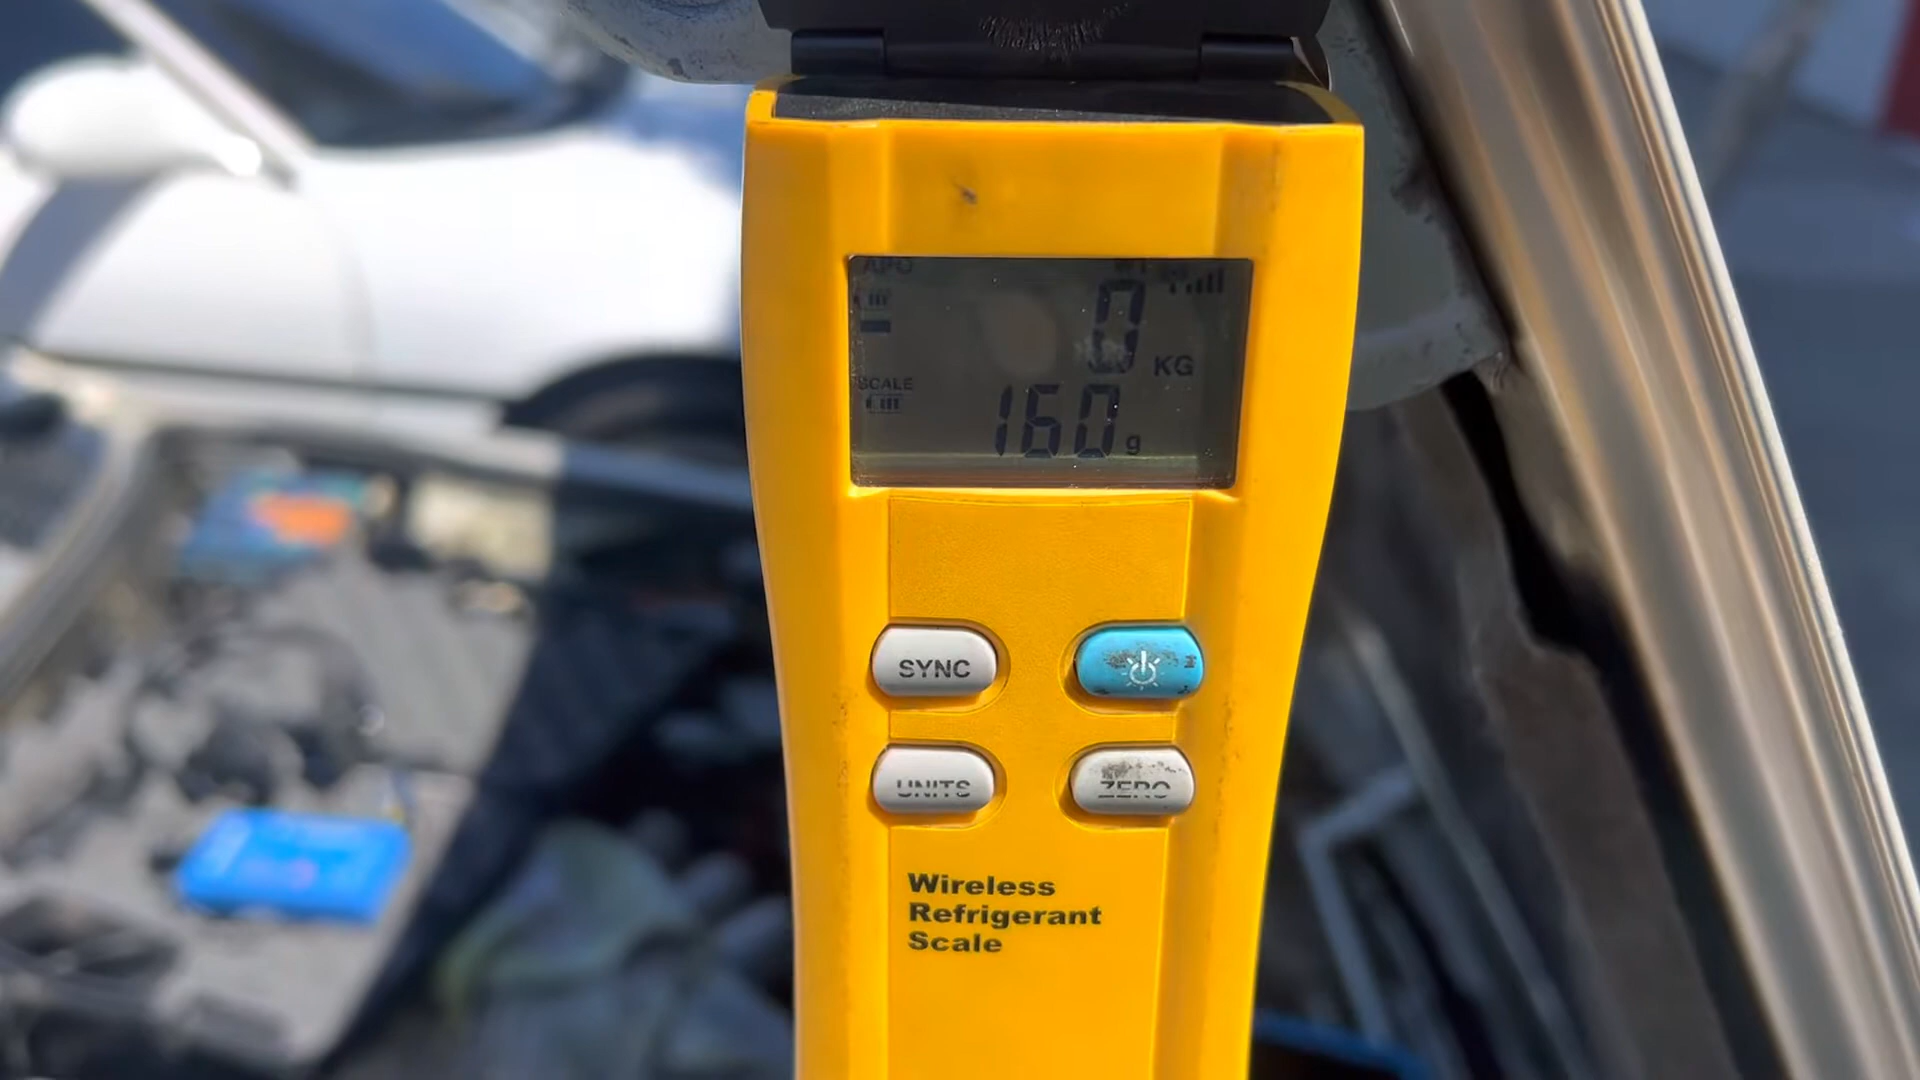 APO
0 KG
SCALE
160 g
SYNC
UNITS
ZERO
Wireless
Refrigerant
Scale